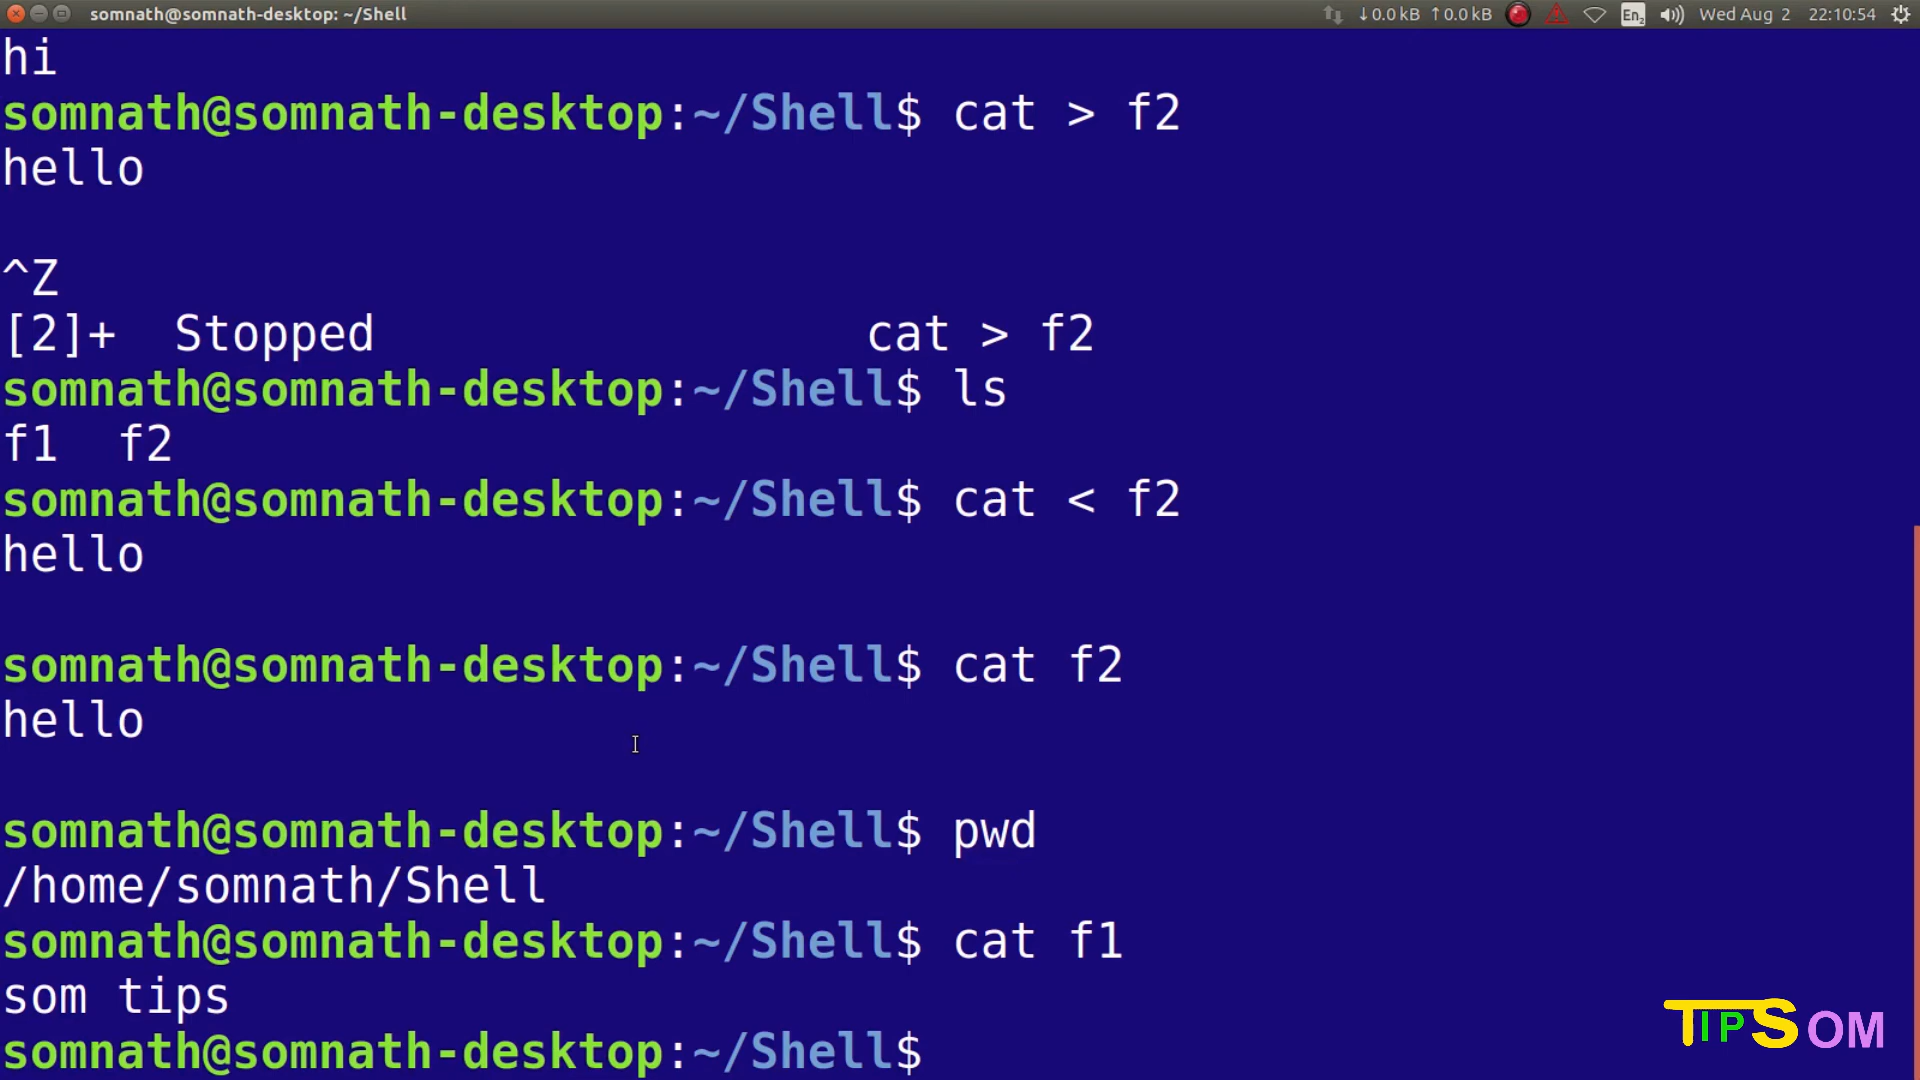 somnath@somnath-desktop: ~/Shell ↓0.0 kB ↑0.0 kB En2 Wed Aug 2 22:10:54
hi
somnath@somnath-desktop:~/Shell$ cat > f2
hello
^Z
[2]+  Stopped                 cat > f2
somnath@somnath-desktop:~/Shell$ ls
f1  f2
somnath@somnath-desktop:~/Shell$ cat < f2
hello
somnath@somnath-desktop:~/Shell$ cat f2
hello
somnath@somnath-desktop:~/Shell$ pwd
/home/somnath/Shell
somnath@somnath-desktop:~/Shell$ cat f1
som tips
somnath@somnath-desktop:~/Shell$
TIPSOM